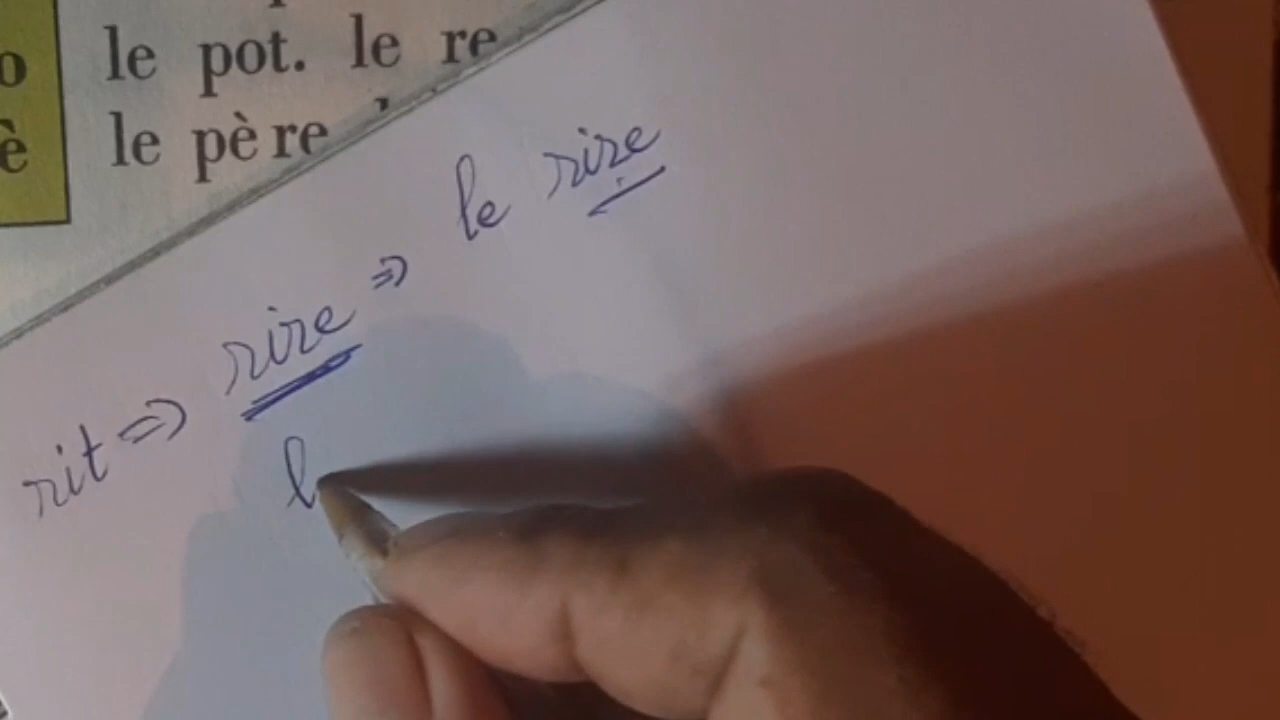 o le pot. le re
è le père
rit => rire => le rire
l